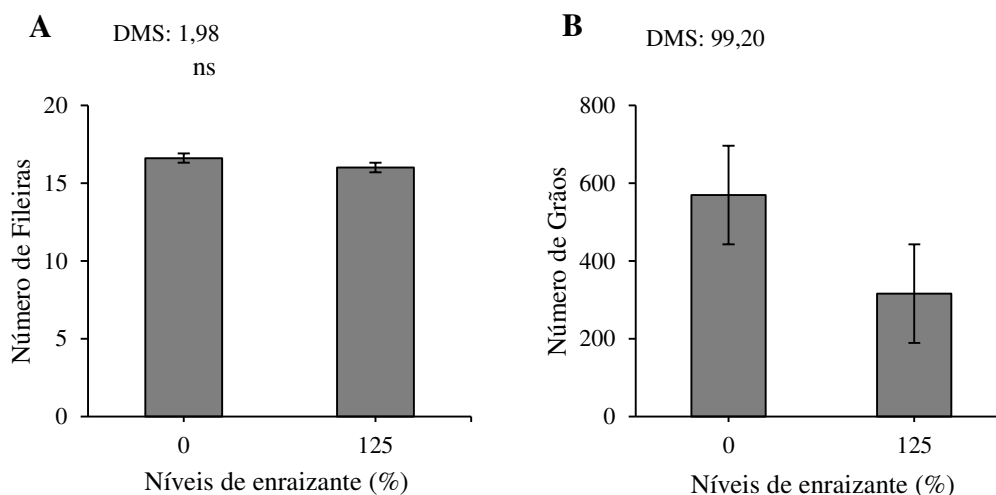 A
DMS: 1,98
ns
20
15
10
5
0
Número de Fileiras
0
125
Níveis de enraizante (%)
B
DMS: 99,20
800
600
400
200
0
Número de Grãos
0
125
Níveis de enraizante (%)